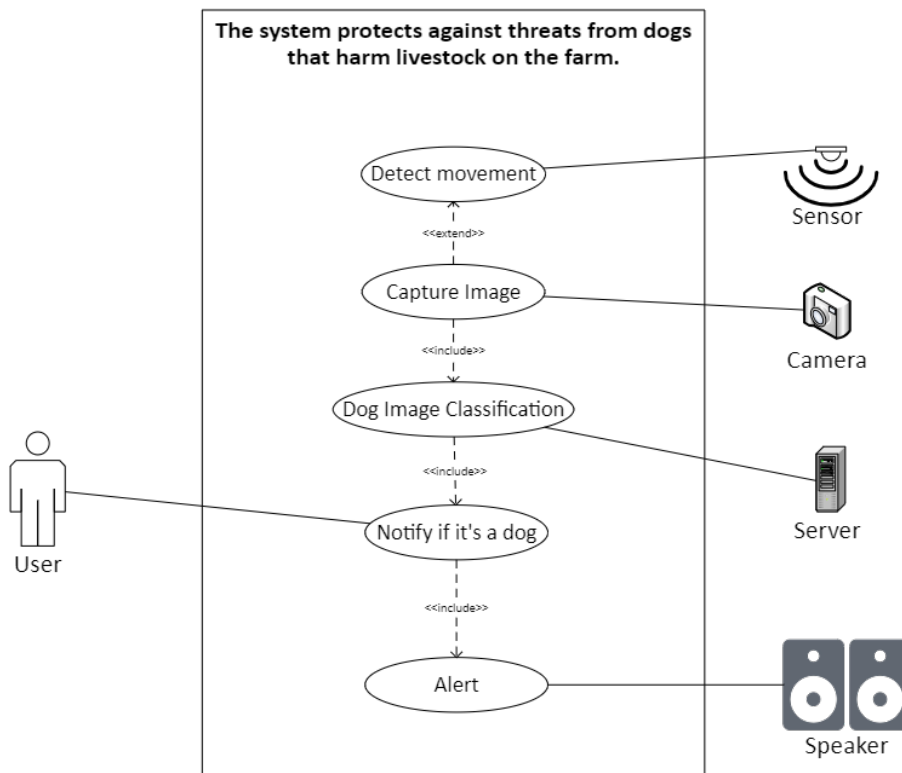 The system protects against threats from dogs
that harm livestock on the farm.
Detect movement
Sensor
<<extend>>
Capture Image
Camera
<<include>>
Dog Image Classification
<<include>>
Server
User
Notify if it's a dog
<<include>>
Alert
Speaker